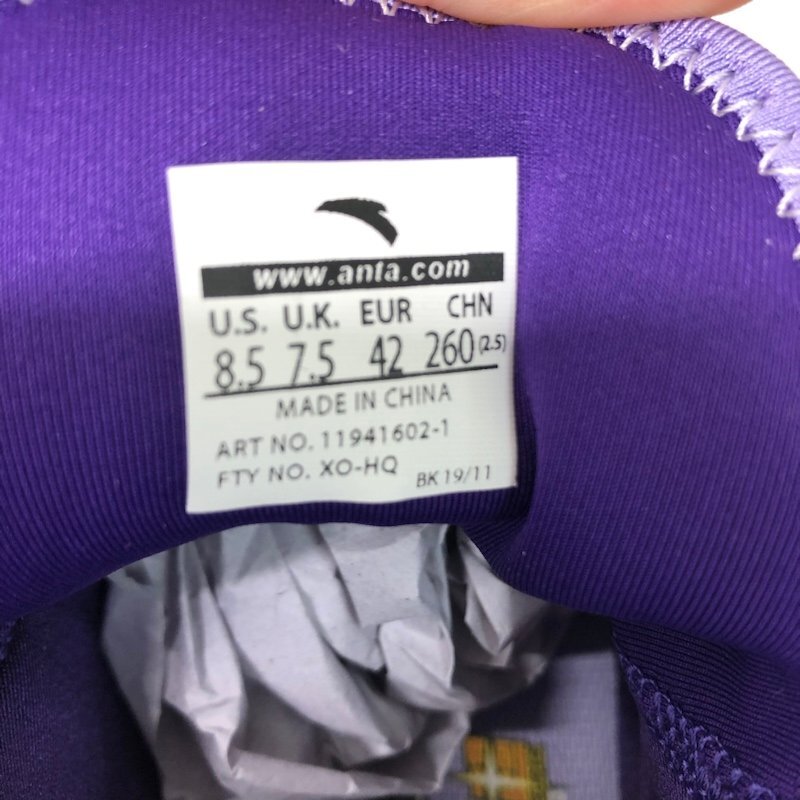 www.anta.com
U.S. U.K. EUR CHN
8.5 7.5 42 260(2.5)
MADE IN CHINA
ART NO. 11941602-1
FTY NO. XO-HQ BK 19/11